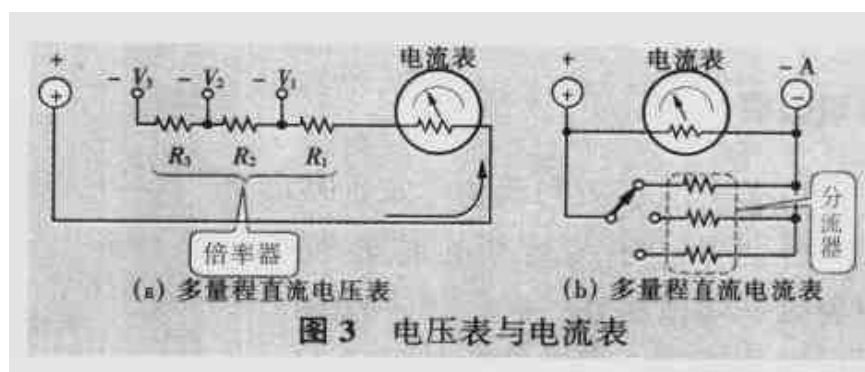 电流表 电流表
+ - V₃ - V₂ - V₁ + - A
+ + -
R₃ R₂ R₁
分流器
倍率器
(a) 多量程直流电压表 (b) 多量程直流电流表
图 3 电压表与电流表